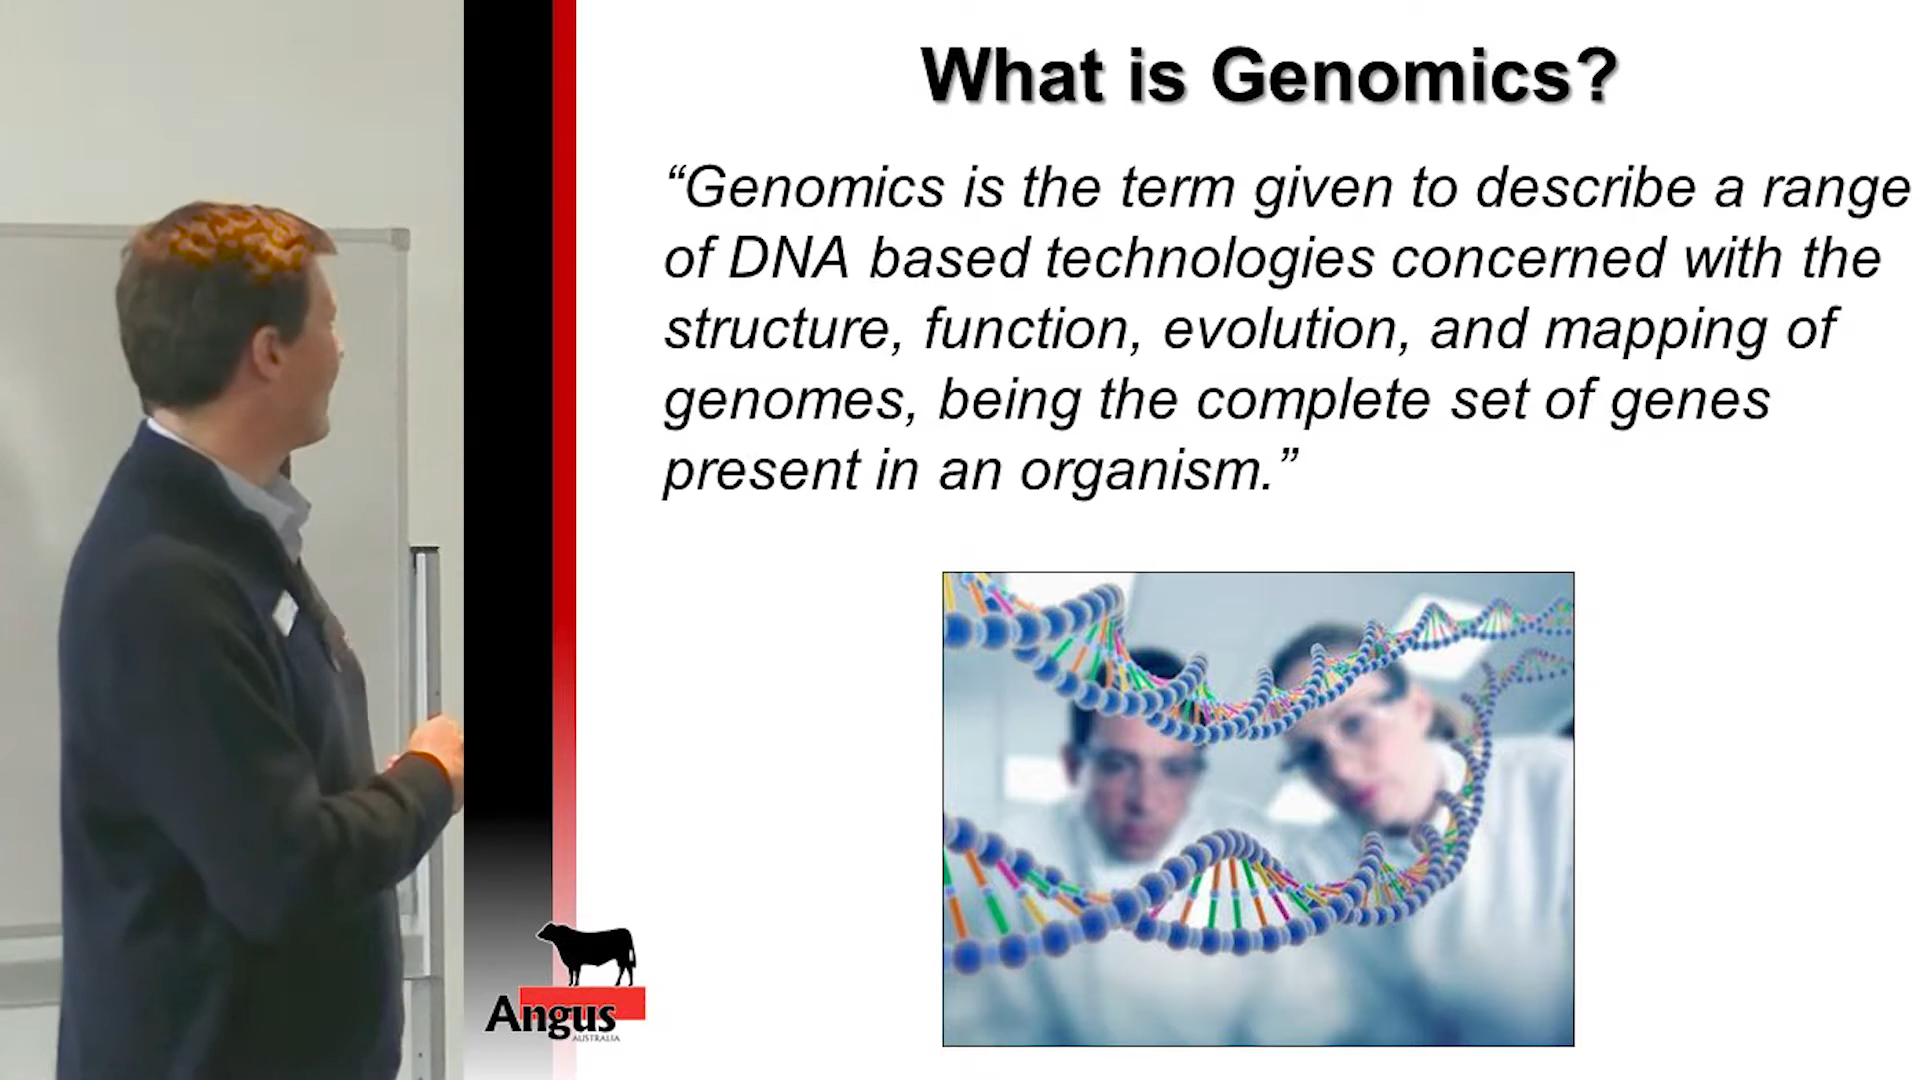 What is Genomics?
“Genomics is the term given to describe a range
of DNA based technologies concerned with the
structure, function, evolution, and mapping of
genomes, being the complete set of genes
present in an organism.”
Angus
AUSTRALIA